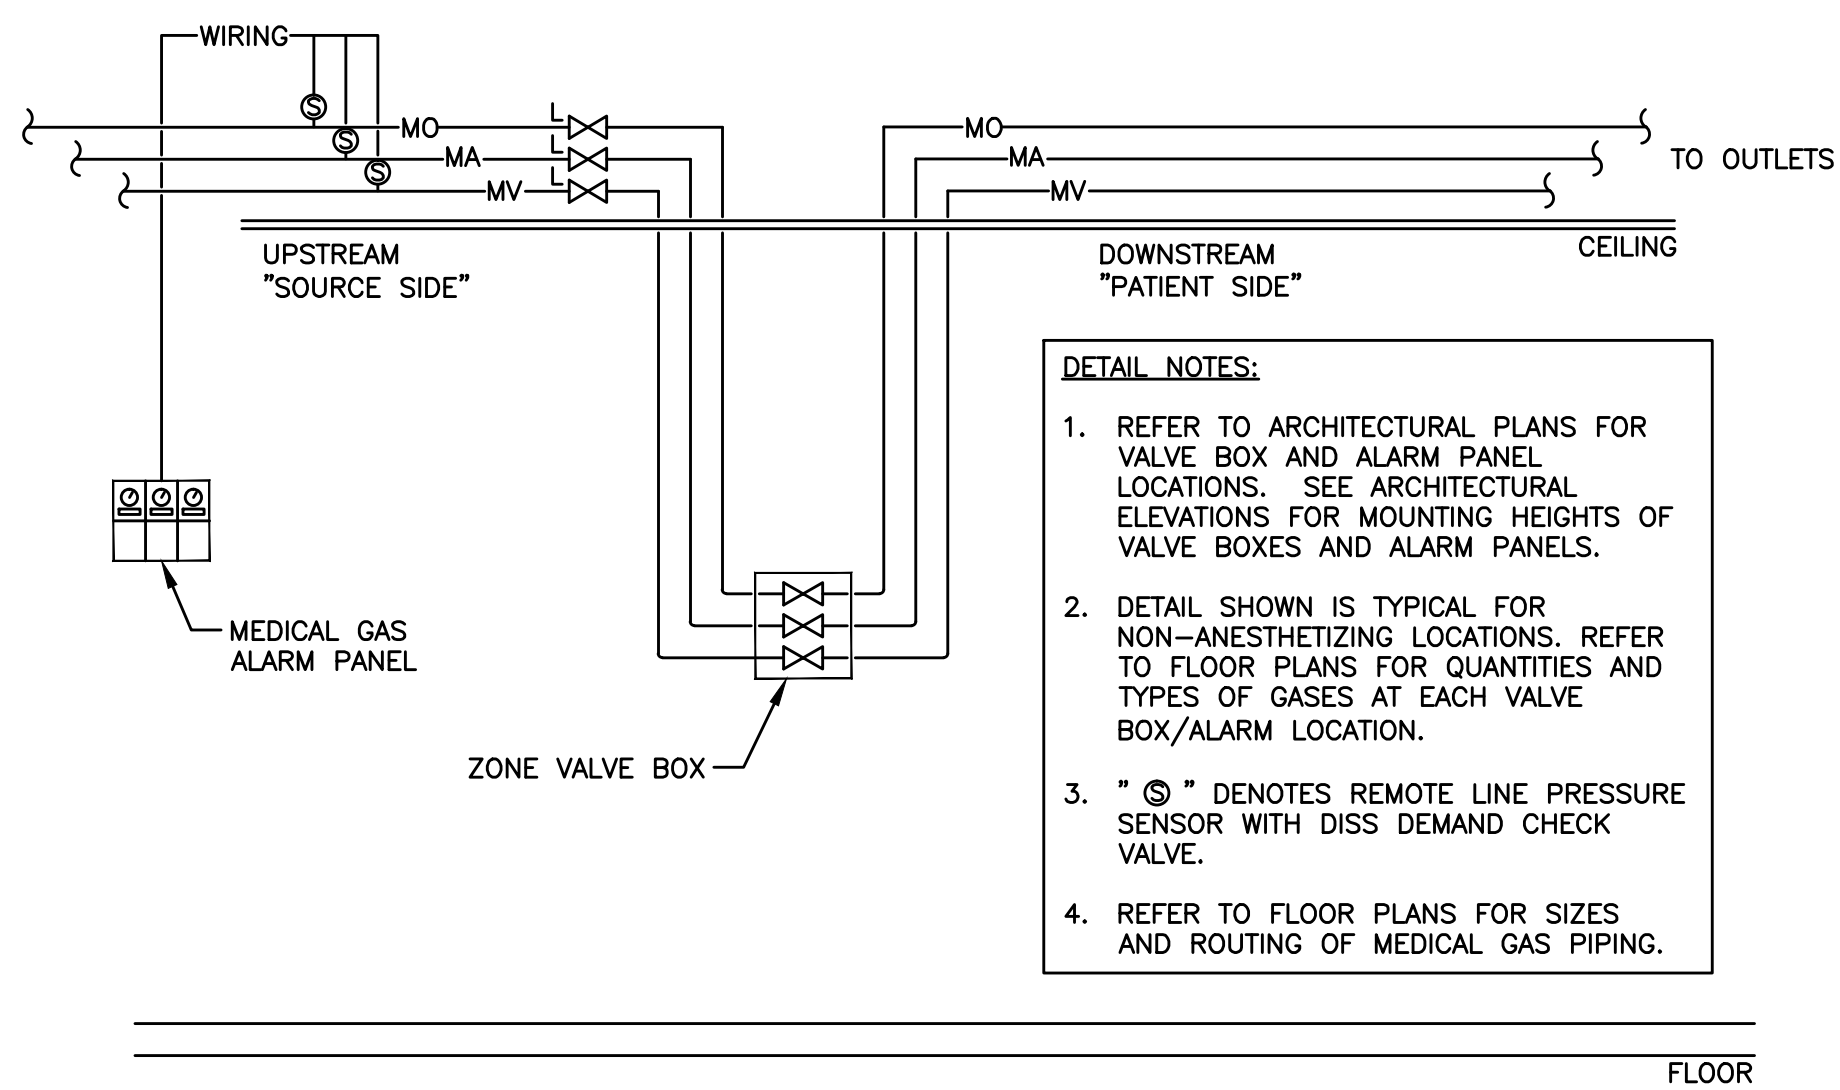 WIRING
S
MO
L
MO
S
L
MA
MA
TO OUTLETS
S
L
MV
MV
UPSTREAM
"SOURCE SIDE"
DOWNSTREAM
"PATIENT SIDE"
CEILING
DETAIL NOTES:
1. REFER TO ARCHITECTURAL PLANS FOR
VALVE BOX AND ALARM PANEL
LOCATIONS. SEE ARCHITECTURAL
ELEVATIONS FOR MOUNTING HEIGHTS OF
VALVE BOXES AND ALARM PANELS.
2. DETAIL SHOWN IS TYPICAL FOR
NON-ANESTHETIZING LOCATIONS. REFER
TO FLOOR PLANS FOR QUANTITIES AND
TYPES OF GASES AT EACH VALVE
BOX/ALARM LOCATION.
3. " Ⓢ " DENOTES REMOTE LINE PRESSURE
SENSOR WITH DISS DEMAND CHECK
VALVE.
4. REFER TO FLOOR PLANS FOR SIZES
AND ROUTING OF MEDICAL GAS PIPING.
MEDICAL GAS
ALARM PANEL
ZONE VALVE BOX
FLOOR